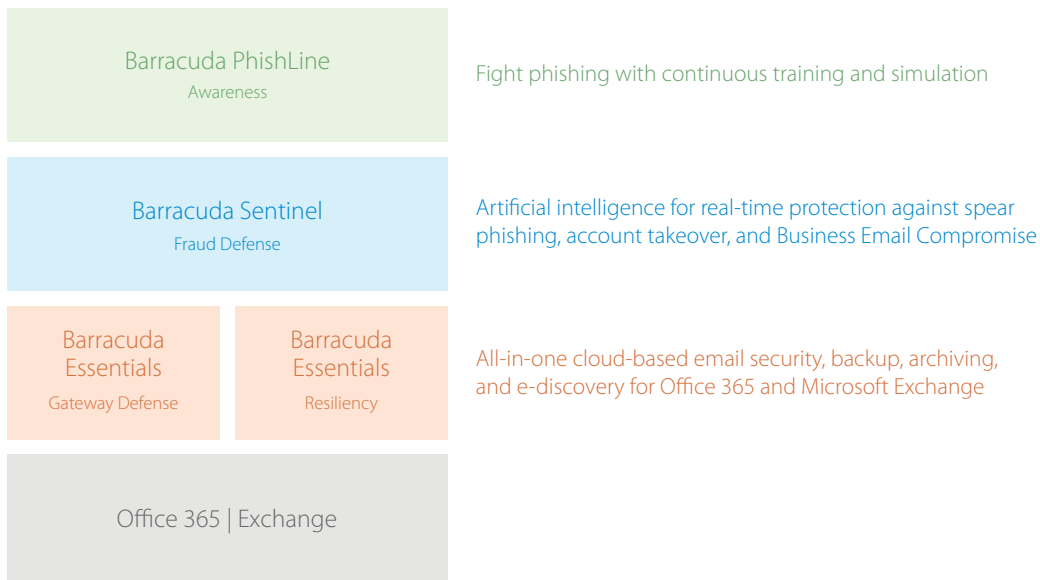 Barracuda PhishLine
Awareness
Fight phishing with continuous training and simulation
Barracuda Sentinel
Fraud Defense
Artificial intelligence for real-time protection against spear
phishing, account takeover, and Business Email Compromise
Barracuda
Essentials
Gateway Defense
Barracuda
Essentials
Resiliency
All-in-one cloud-based email security, backup, archiving,
and e-discovery for Office 365 and Microsoft Exchange
Office 365 | Exchange